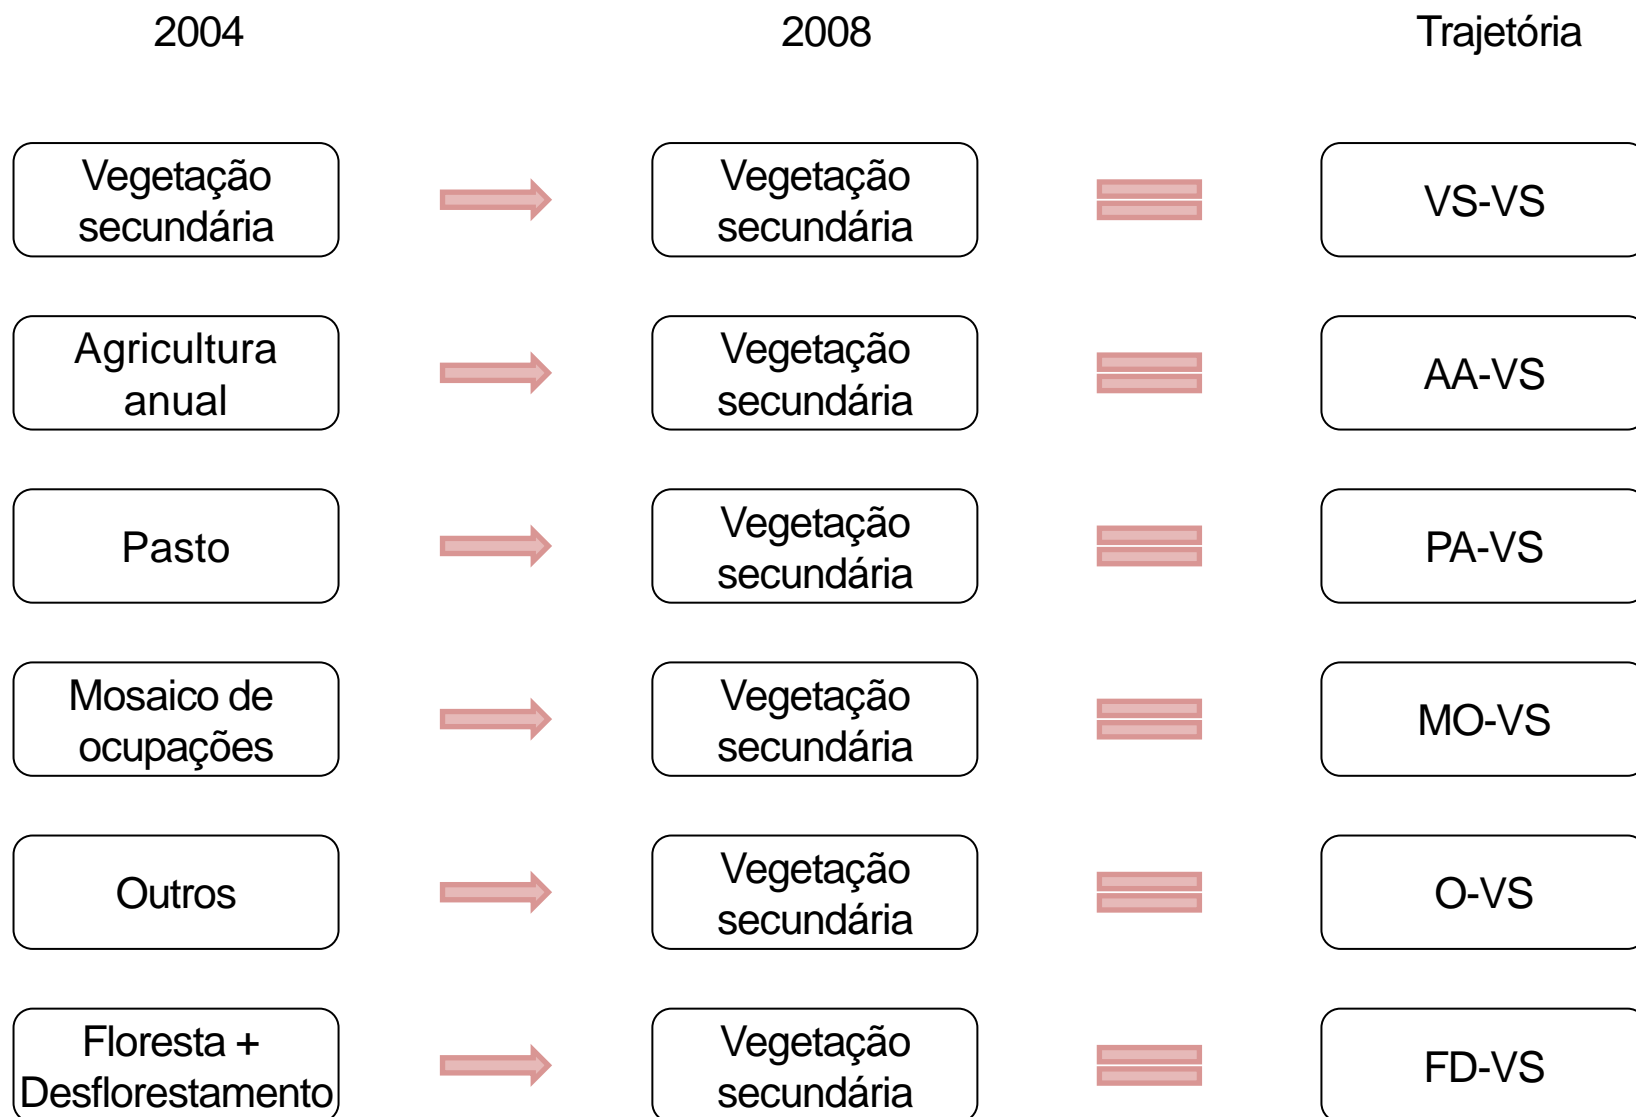 2004 2008 Trajetória
Vegetação Vegetação
secundária secundária VS-VS
Agricultura Vegetação
anual secundária AA-VS
Pasto Vegetação
secundária PA-VS
Mosaico de Vegetação
ocupações secundária MO-VS
Outros Vegetação
secundária O-VS
Floresta + Vegetação
Desflorestamento secundária FD-VS